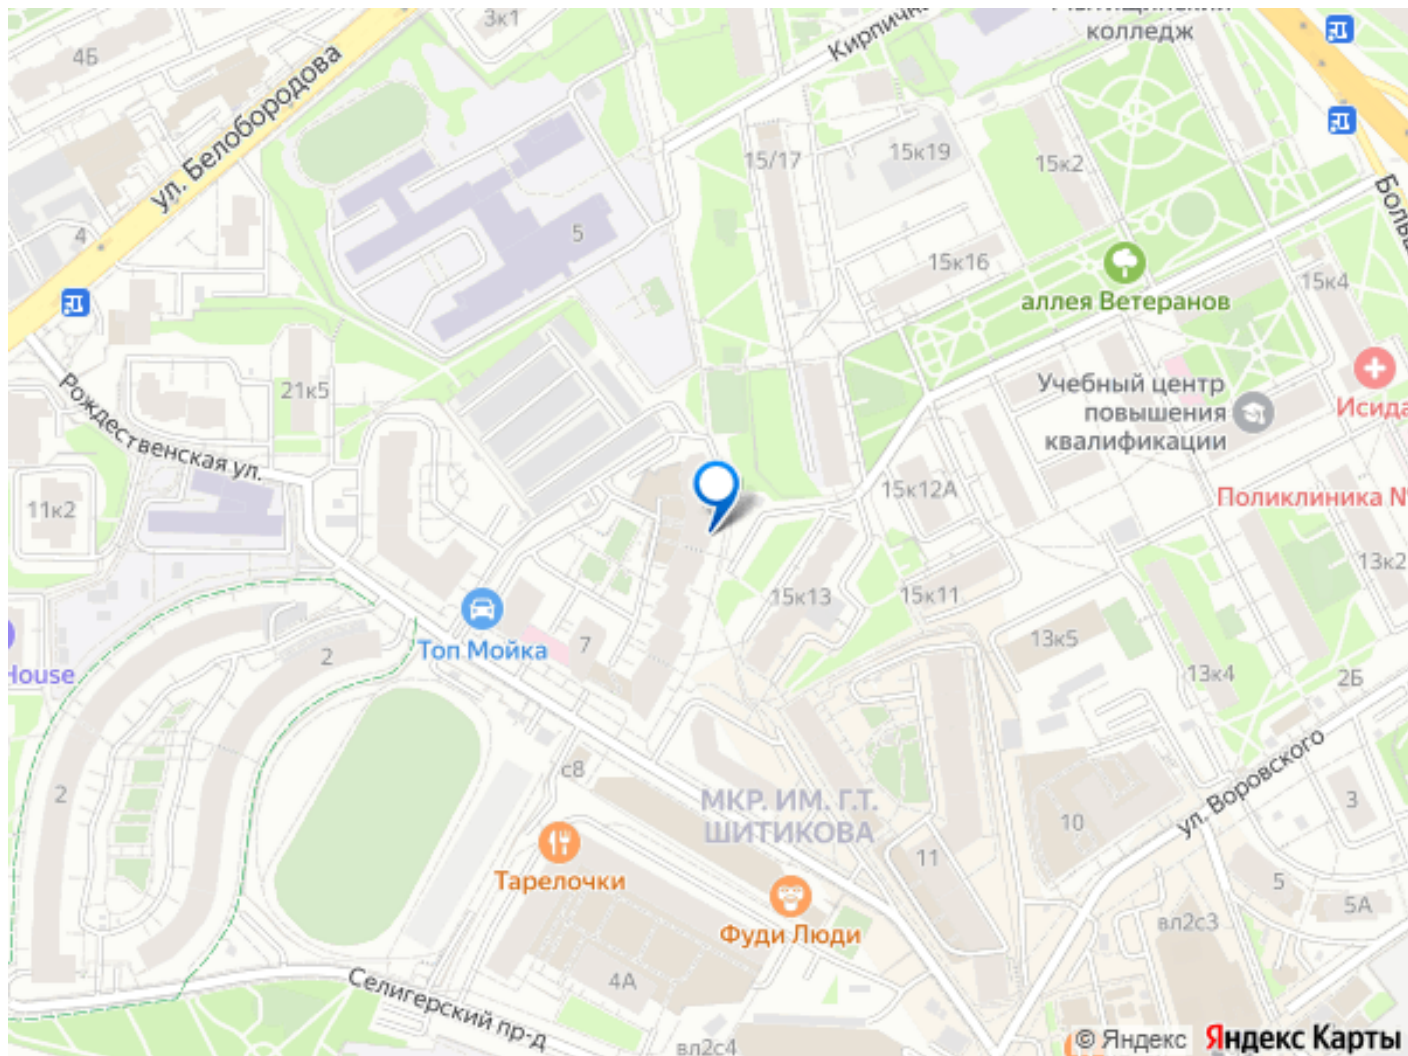 3к1
колледж
4Б
Кирпичн
ул. Белобородова
15/17
15к19
15к2
Больш
4
5
15к16
15к4
аллея Ветеранов
21к5
Рождественская ул.
Учебный центр
повышения
квалификации
Исида
11к2
15к12А
Поликлиника №
13к2
15к13
15к11
Топ Мойка
7
13к5
13к4
2Б
House
2
2
с8
МКР. ИМ. Г.Т.
ШИТИКОВА
10
ул. Воровского
3
11
Тарелочки
5
5А
Фуди Люди
вл2с3
4А
Селигерский пр-д
вл2с4
© Яндекс Яндекс Карты